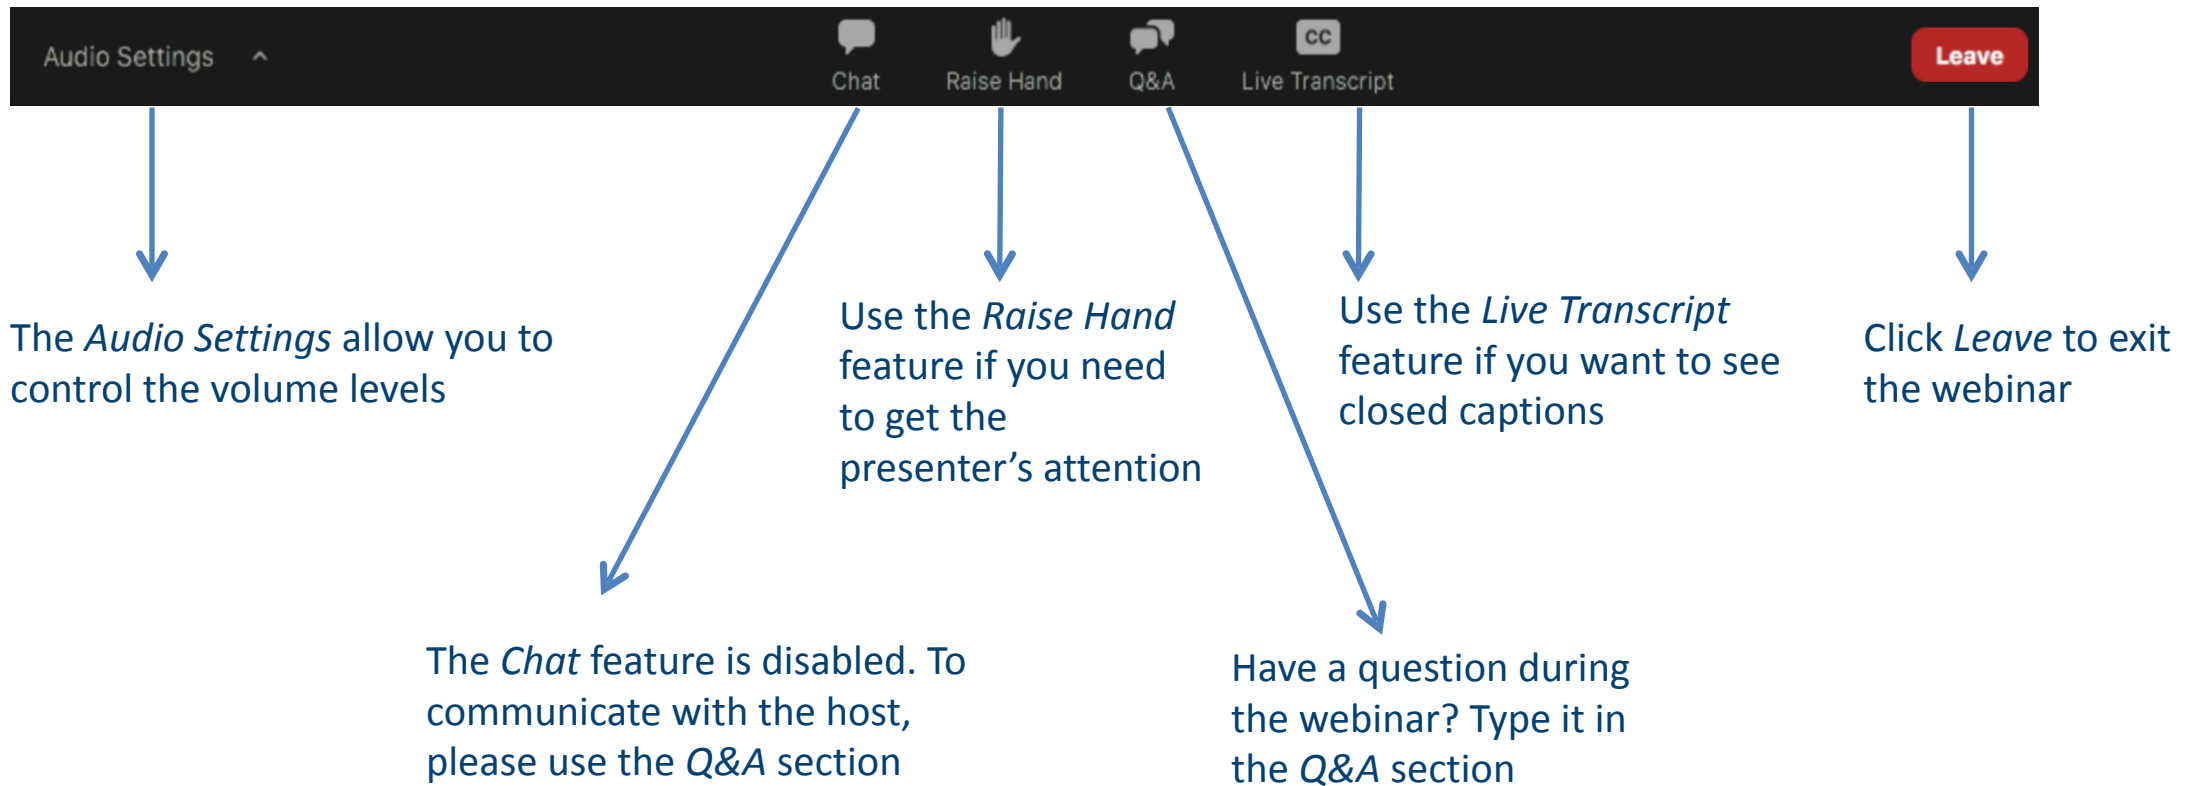 Audio Settings
Chat
Raise Hand
Q&A
CC
Live Transcript
Leave
The Audio Settings allow you to
control the volume levels
Use the Raise Hand
feature if you need
to get the
presenter’s attention
Use the Live Transcript
feature if you want to see
closed captions
Click Leave to exit
the webinar
The Chat feature is disabled. To
communicate with the host,
please use the Q&A section
Have a question during
the webinar? Type it in
the Q&A section